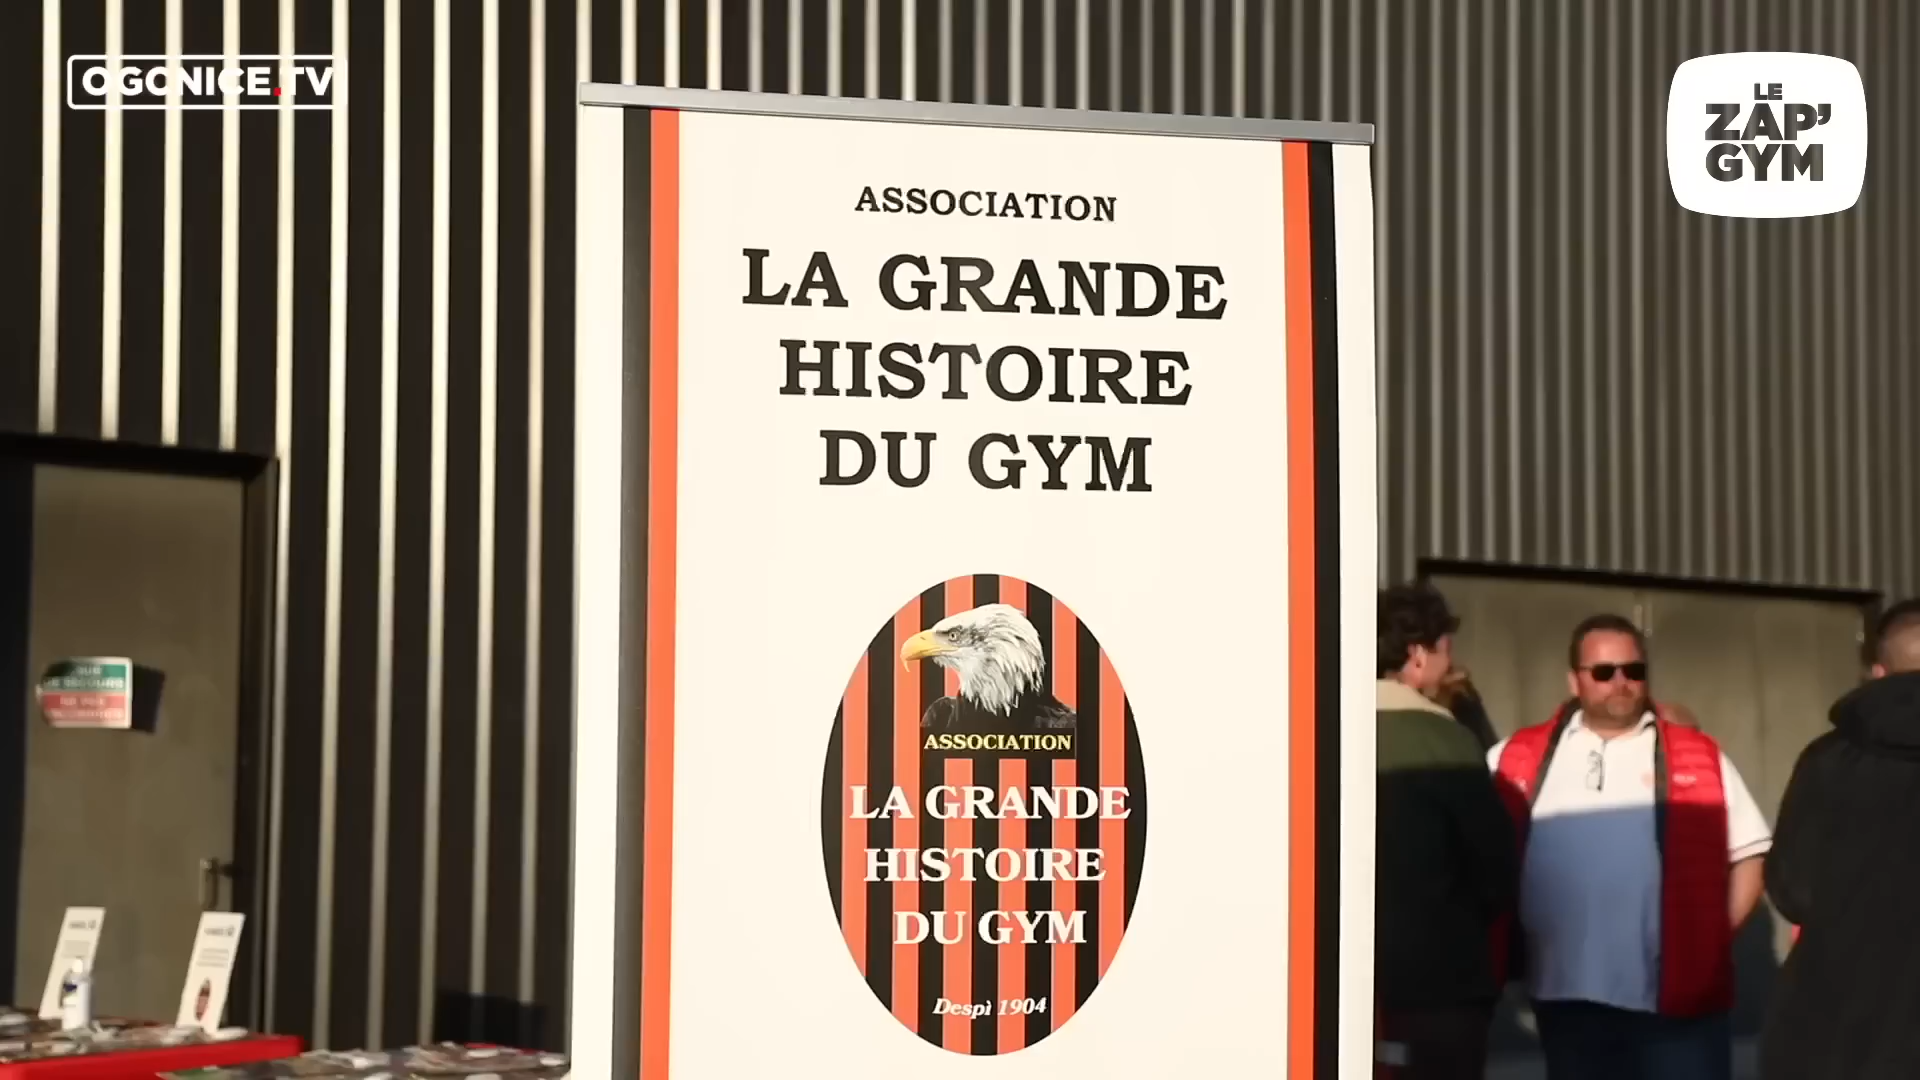 OGCNICE.TV
LE
ZAP'
GYM
ASSOCIATION
LA GRANDE
HISTOIRE
DU GYM
ASSOCIATION
LA GRANDE
HISTOIRE
DU GYM
Despì 1904